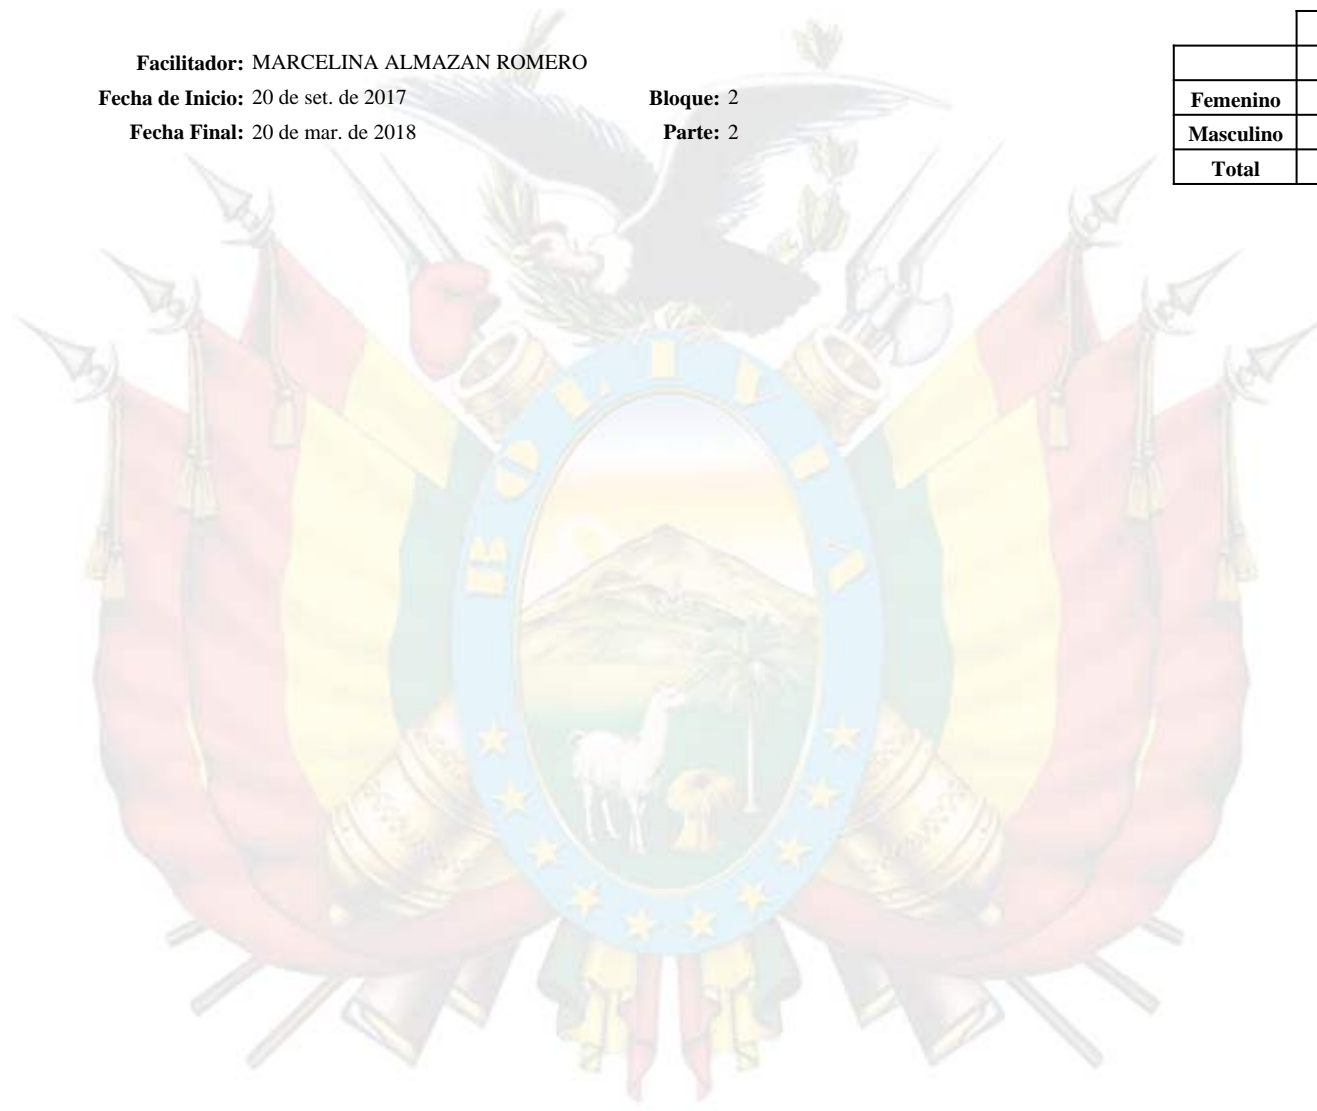 Facilitador: MARCELINA ALMAZAN ROMERO
Fecha de Inicio: 20 de set. de 2017 Bloque: 2
Fecha Final: 20 de mar. de 2018 Parte: 2
Femenino
Masculino
Total
BOLIVIA